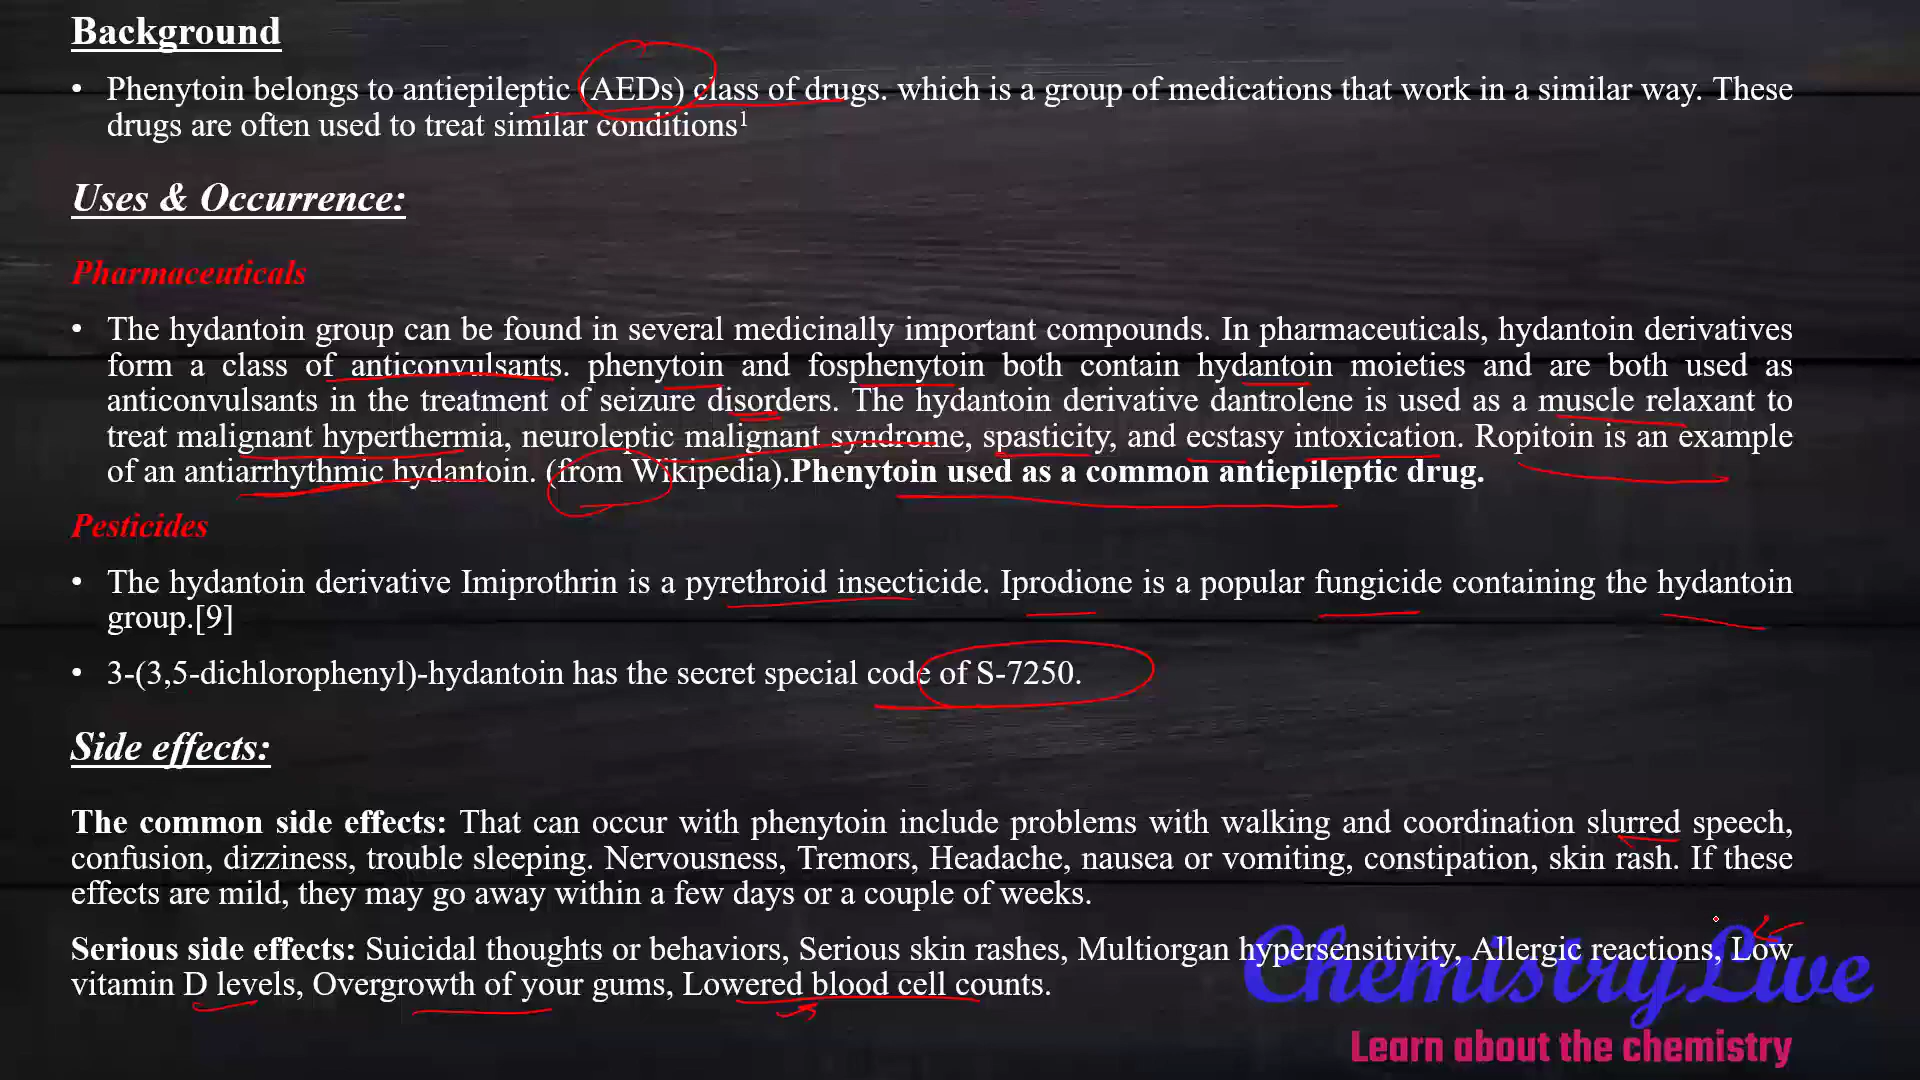 Background
• Phenytoin belongs to antiepileptic (AEDs) class of drugs. which is a group of medications that work in a similar way. These
drugs are often used to treat similar conditions1
Uses & Occurrence:
Pharmaceuticals
• The hydantoin group can be found in several medicinally important compounds. In pharmaceuticals, hydantoin derivatives
form a class of anticonvulsants. phenytoin and fosphenytoin both contain hydantoin moieties and are both used as
anticonvulsants in the treatment of seizure disorders. The hydantoin derivative dantrolene is used as a muscle relaxant to
treat malignant hyperthermia, neuroleptic malignant syndrome, spasticity, and ecstasy intoxication. Ropitoin is an example
of an antiarrhythmic hydantoin. (from Wikipedia).Phenytoin used as a common antiepileptic drug.
Pesticides
• The hydantoin derivative Imiprothrin is a pyrethroid insecticide. Iprodione is a popular fungicide containing the hydantoin
group.[9]
• 3-(3,5-dichlorophenyl)-hydantoin has the secret special code of S-7250.
Side effects:
The common side effects: That can occur with phenytoin include problems with walking and coordination slurred speech,
confusion, dizziness, trouble sleeping. Nervousness, Tremors, Headache, nausea or vomiting, constipation, skin rash. If these
effects are mild, they may go away within a few days or a couple of weeks.
Serious side effects: Suicidal thoughts or behaviors, Serious skin rashes, Multiorgan hypersensitivity, Allergic reactions, Low
vitamin D levels, Overgrowth of your gums, Lowered blood cell counts.
ChemistryLive
Learn about the chemistry